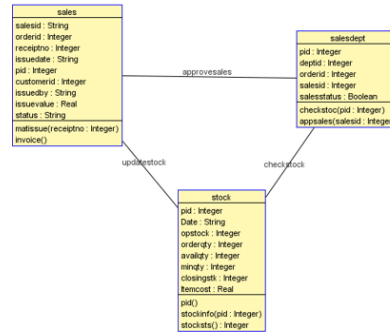 sales
salesid : String
orderid : Integer
receiptno : Integer
issuedate : String
pid : Integer
customerid : Integer
issuedby : String
issuevalue : Real
status : String
matissue(receiptno : Integer)
invoice()
approvesales
salesdept
pid : Integer
deptid : Integer
orderid : Integer
salesid : Integer
salesstatus : Boolean
checkstoc(pid : Integer)
appsales(salesid : Integer
updatestock
checkstock
stock
pid : Integer
Date : String
opstock : Integer
orderqty : Integer
availqty : Integer
minqty : Integer
closingstk : Integer
Itemcost : Real
pid()
stockinfo(pid : Integer)
stocksts() : Integer